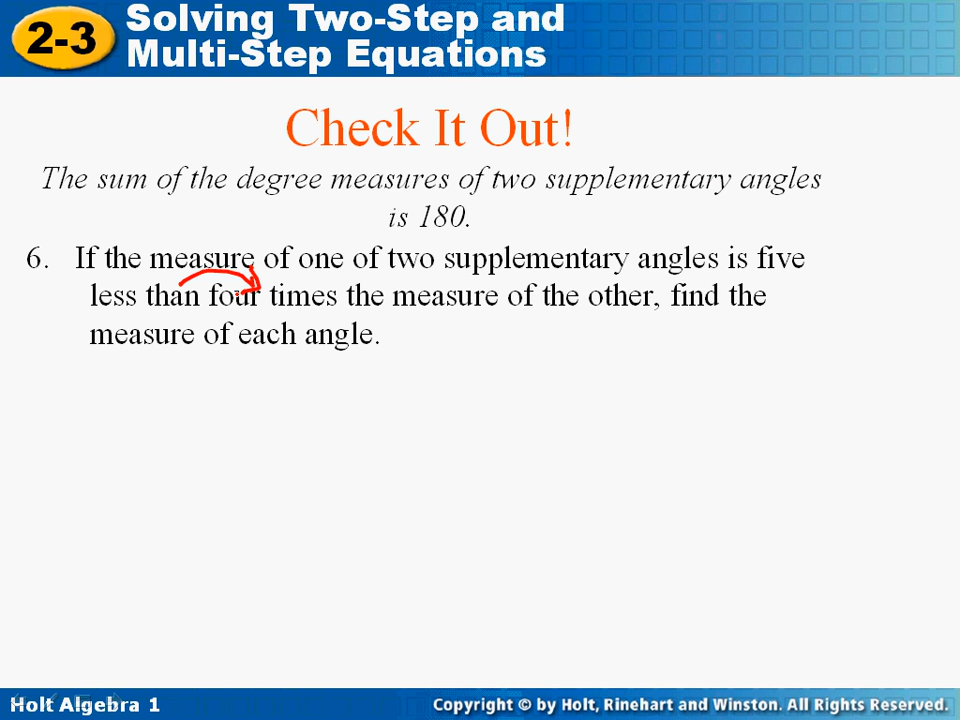 2-3
Solving Two-Step and
Multi-Step Equations
Check It Out!
The sum of the degree measures of two supplementary angles
is 180.
6. If the measure of one of two supplementary angles is five
less than four times the measure of the other, find the
measure of each angle.
Holt Algebra 1
Copyright © by Holt, Rinehart and Winston. All Rights Reserved.